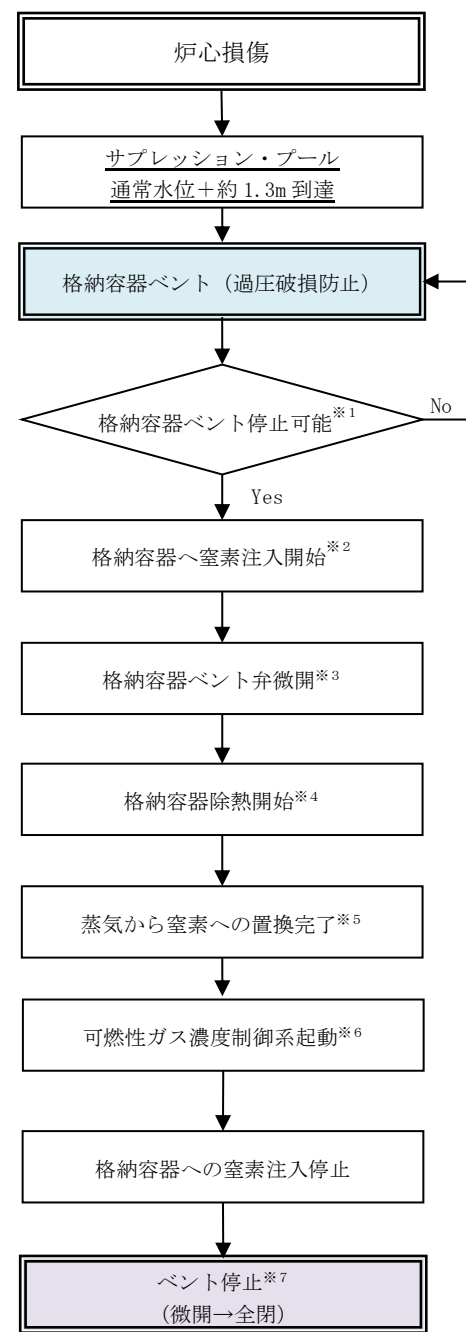 炉心損傷
サプレッション・プール
通常水位＋約 1.3m 到達
格納容器ベント（過圧破損防止）
格納容器ベント停止可能※1
No
Yes
格納容器へ窒素注入開始※2
格納容器ベント弁微開※3
格納容器除熱開始※4
蒸気から窒素への置換完了※5
可燃性ガス濃度制御系起動※6
格納容器への窒素注入停止
ベント停止※7
（微開→全閉）